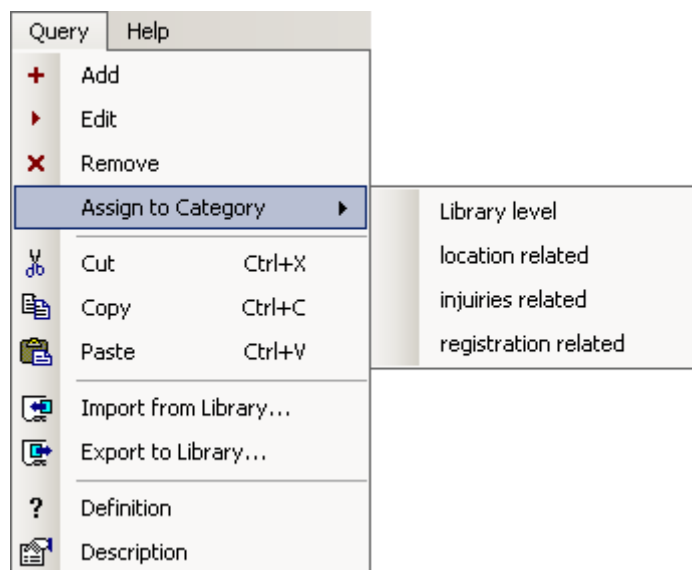 Query Help
Add
Edit
Remove
Assign to Category
Library level
location related
injuiries related
registration related
Cut Ctrl+X
Copy Ctrl+C
Paste Ctrl+V
Import from Library...
Export to Library...
? Definition
Description